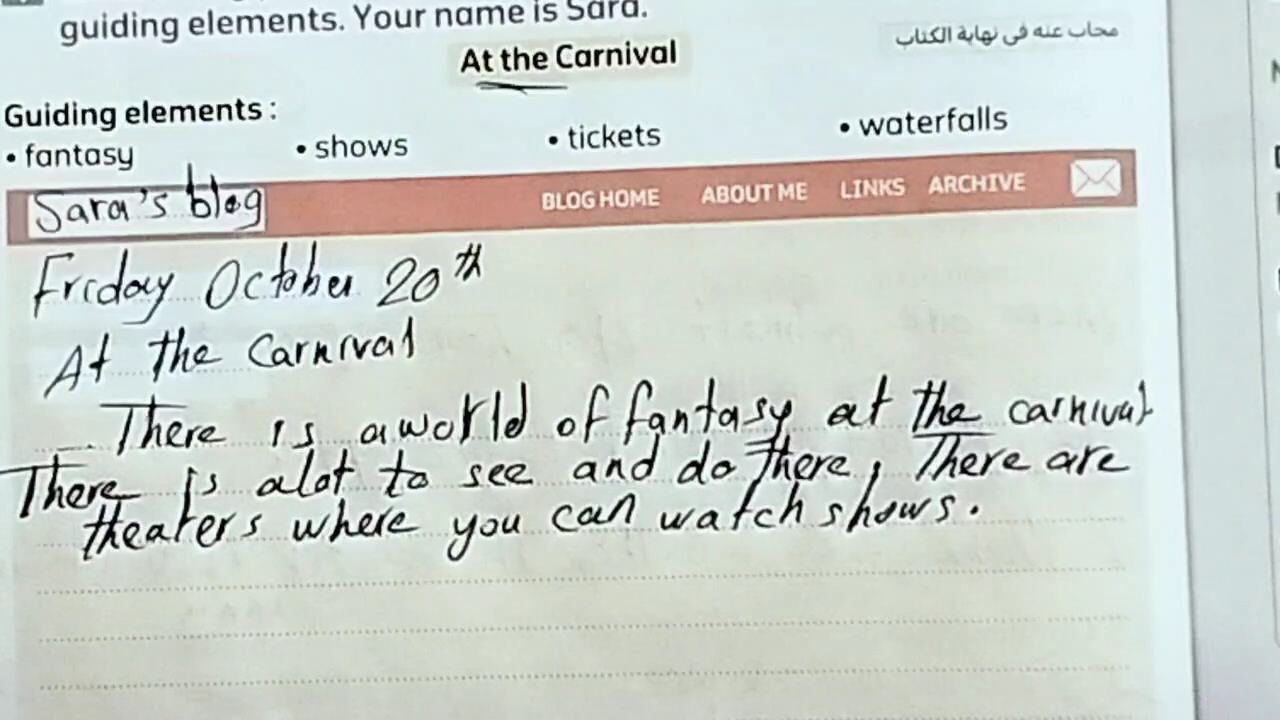 guiding elements. Your name is Sara.
At the Carnival
مجاب عنه فى نهاية الكتاب
Guiding elements :
• fantasy • shows • tickets • waterfalls
Sara's blog BLOG HOME ABOUT ME LINKS ARCHIVE
Friday October 20th
At the Carnival
There is a world of fantasy at the carnival
There is alot to see and do there, There are
theaters where you can watch shows.